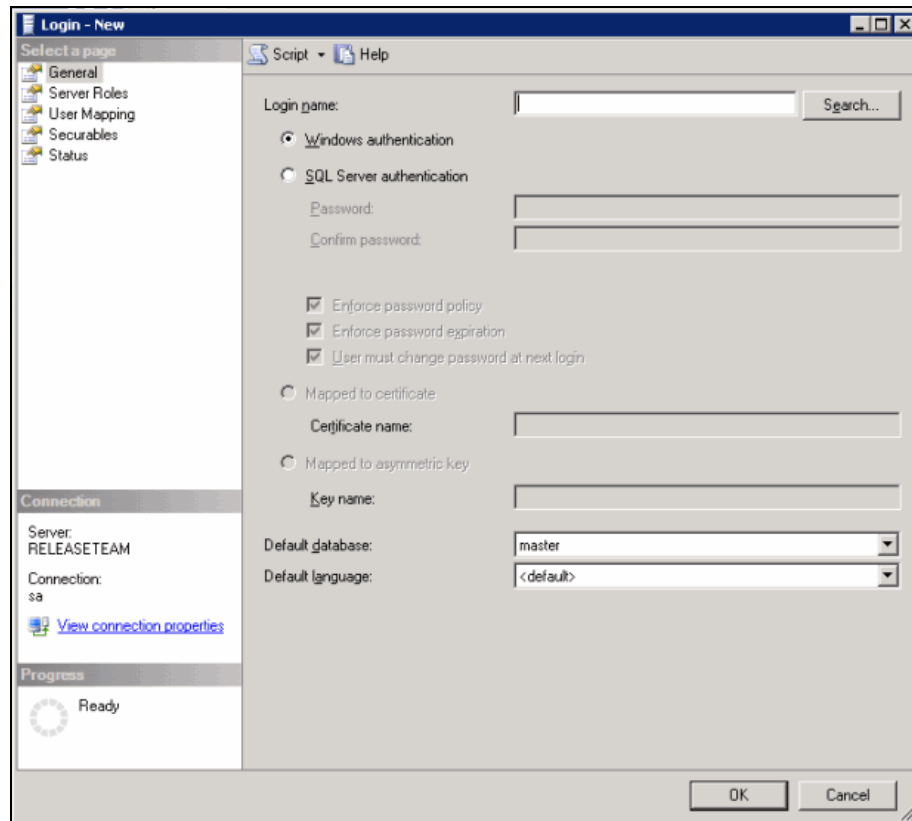 Login - New
Select a page
General
Server Roles
User Mapping
Securables
Status
Script Help
Login name: Search...
Windows authentication
SQL Server authentication
Password:
Confirm password:
Enforce password policy
Enforce password expiration
User must change password at next login
Mapped to certificate
Certificate name:
Mapped to asymmetric key
Key name:
Default database: master
Default language: <default>
Connection
Server:
RELEASETEAM
Connection:
sa
View connection properties
Progress
Ready
OK Cancel